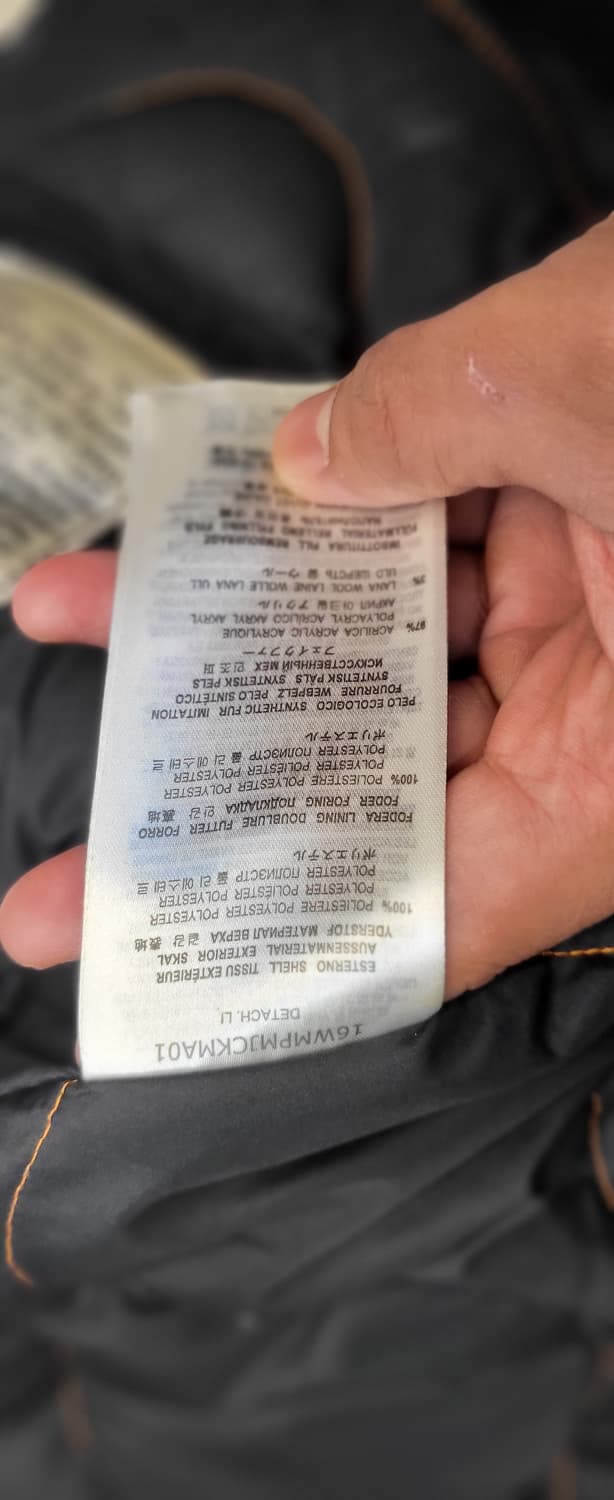 16WMPMJCKMA01
DETACH. LI
ESTERNO SHELL TISSU EXTÉRIEUR
AUSSENMATERIAL EXTERIOR SKAL
YDERSTOF МАТЕРИАЛ ВЕРХА 겉감 表地
100% POLIESTERE POLYESTER POLYESTER
POLYESTER POLIÉSTER POLYESTER
POLYESTER ПОЛИЭСТР 폴리에스테르
ポリエステル
FODERA LINING DOUBLURE FUTTER FORRO
FODER FORING ПОДКЛАДКА 안감 裏地
100% POLIESTERE POLYESTER POLYESTER
POLYESTER POLIÉSTER POLYESTER
POLYESTER ПОЛИЭСТР 폴리에스테르
ポリエステル
PELO ECOLOGICO SYNTHETIC FUR IMITATION
FOURRURE WEBPELZ PELO SINTÉTICO
SYNTETISK PÄLS SYNTETISK PELS
ИСКУССТВЕННЫЙ МЕХ 인조 퍼
フェイクファー
97% ACRILICA ACRYLIC ACRYLIQUE
POLYACRYL ACRÍLICO AKRYL AKRYL
АКРИЛ 아크릴 アクリル
3% LANA WOOL LAINE WOLLE LANA ULL
ULD ШЕРСТЬ 울 ウール
IMBOTTITURA FILL REMBOURRAGE
FÜLLMATERIAL RELLENO